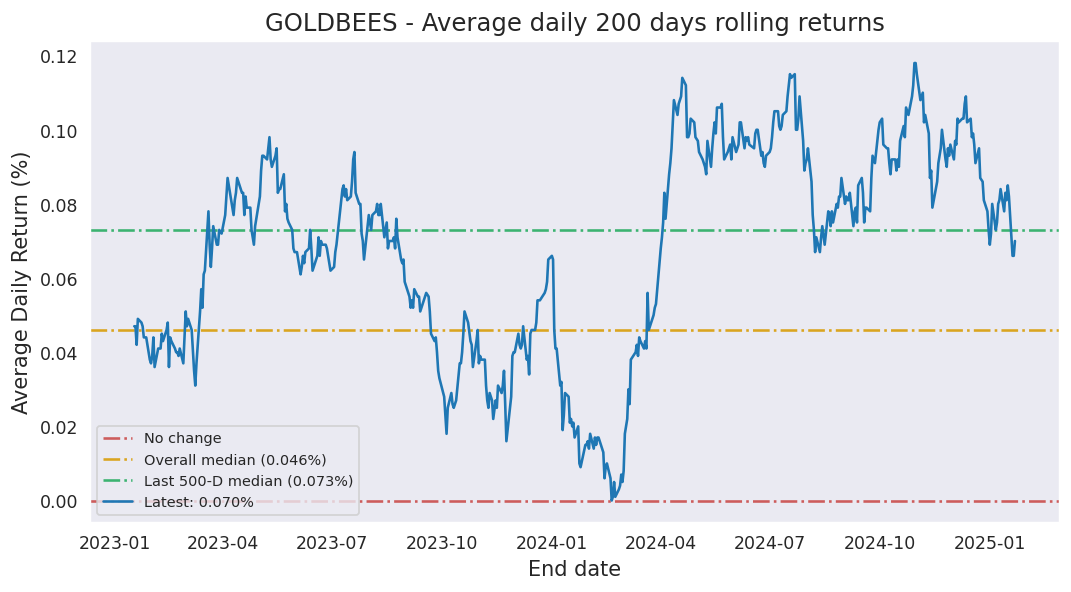 GOLDBEES - Average daily 200 days rolling returns
Average Daily Return (%)
0.12
0.10
0.08
0.06
0.04
0.02
0.00
No change
Overall median (0.046%)
Last 500-D median (0.073%)
Latest: 0.070%
2023-01 2023-04 2023-07 2023-10 2024-01 2024-04 2024-07 2024-10 2025-01
End date